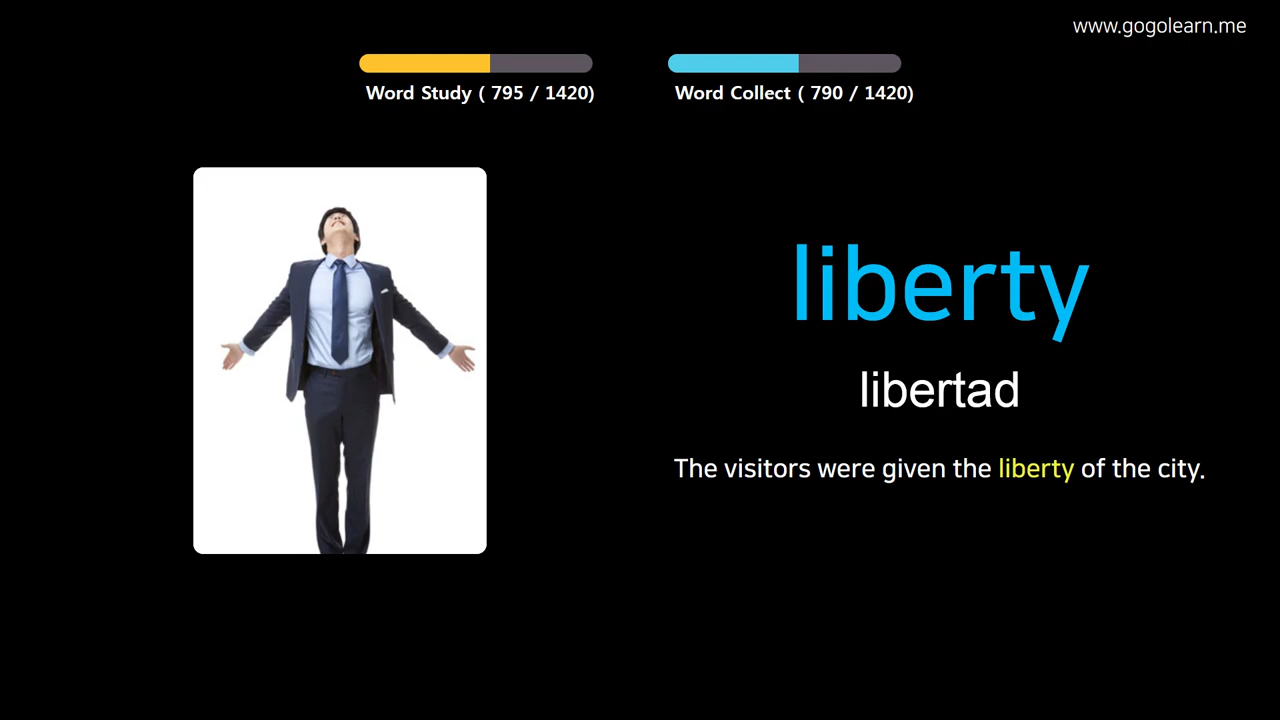 www.gogolearn.me
Word Study ( 795 / 1420)
Word Collect ( 790 / 1420)
liberty
libertad
The visitors were given the liberty of the city.